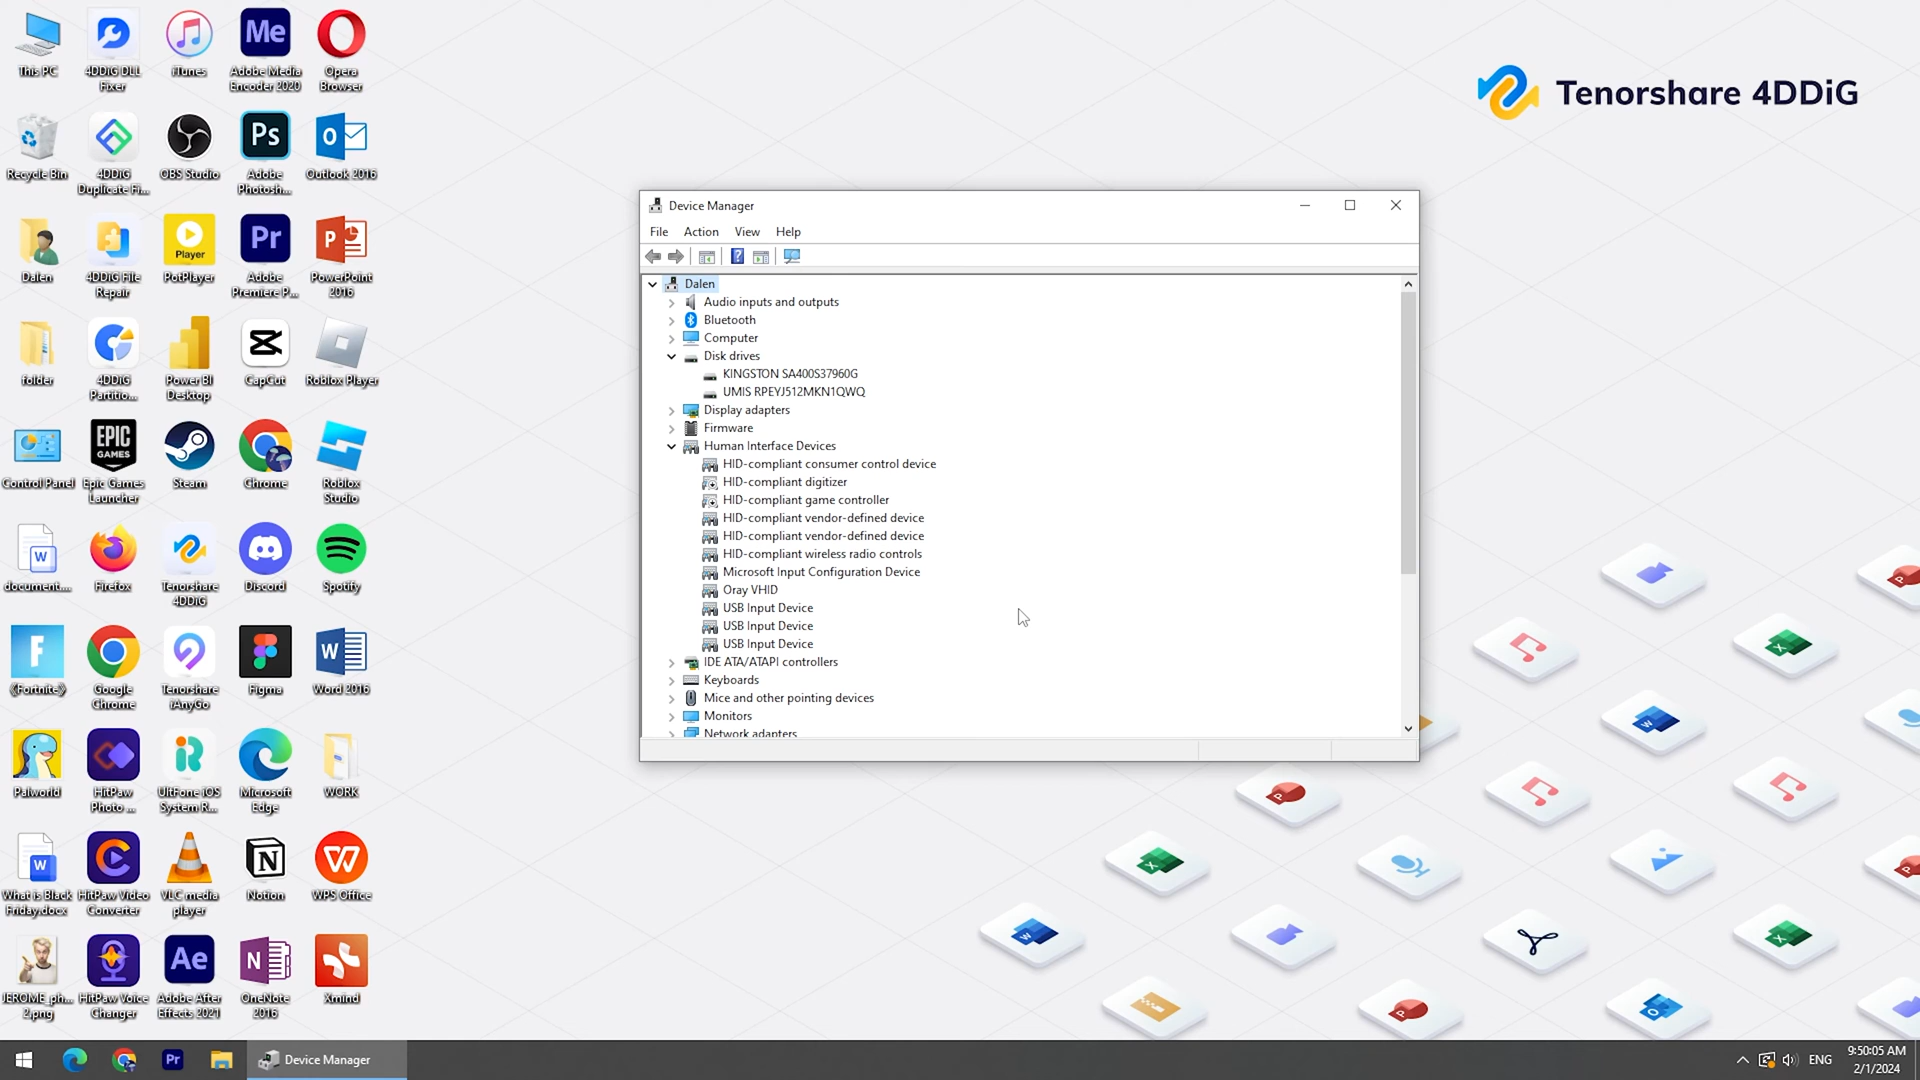 This PC
4DDiG DLL
Fixer
iTunes
Me
Adobe Media
Encoder 2020
Opera
Browser
Recycle Bin
4DDiG
Duplicate Fi...
OBS Studio
Ps
Adobe
Photosh...
Outlook 2016
Dalen
4DDiG File
Repair
Player
PotPlayer
Pr
Adobe
Premiere P...
PowerPoint
2016
folder
4DDiG
Partitio...
Power BI
Desktop
CapCut
Roblox Player
Control Panel
EPIC
GAMES
Epic Games
Launcher
Steam
Chrome
Roblox
Studio
W
document....
Firefox
Tenorshare
4DDiG
Discord
Spotify
F
《Fortnite》
Google
Chrome
Tenorshare
iAnyGo
Figma
W
Word 2016
Palworld
HitPaw
Photo ...
UltFone iOS
System R...
Microsoft
Edge
WORK
W
What is Black
Friday.docx
HitPaw Video
Converter
VLC media
player
Notion
WPS Office
JEROME_ph...
2.png
HitPaw Voice
Changer
Ae
Adobe After
Effects 2021
N
OneNote
2016
Xmind
Tenorshare 4DDiG
Device Manager
File Action View Help
Dalen
Audio inputs and outputs
Bluetooth
Computer
Disk drives
KINGSTON SA400S37960G
UMIS RPEYJ512MKN1QWQ
Display adapters
Firmware
Human Interface Devices
HID-compliant consumer control device
HID-compliant digitizer
HID-compliant game controller
HID-compliant vendor-defined device
HID-compliant vendor-defined device
HID-compliant wireless radio controls
Microsoft Input Configuration Device
Oray VHID
USB Input Device
USB Input Device
USB Input Device
IDE ATA/ATAPI controllers
Keyboards
Mice and other pointing devices
Monitors
Network adapters
Pr
Device Manager
ENG
9:50:05 AM
2/1/2024